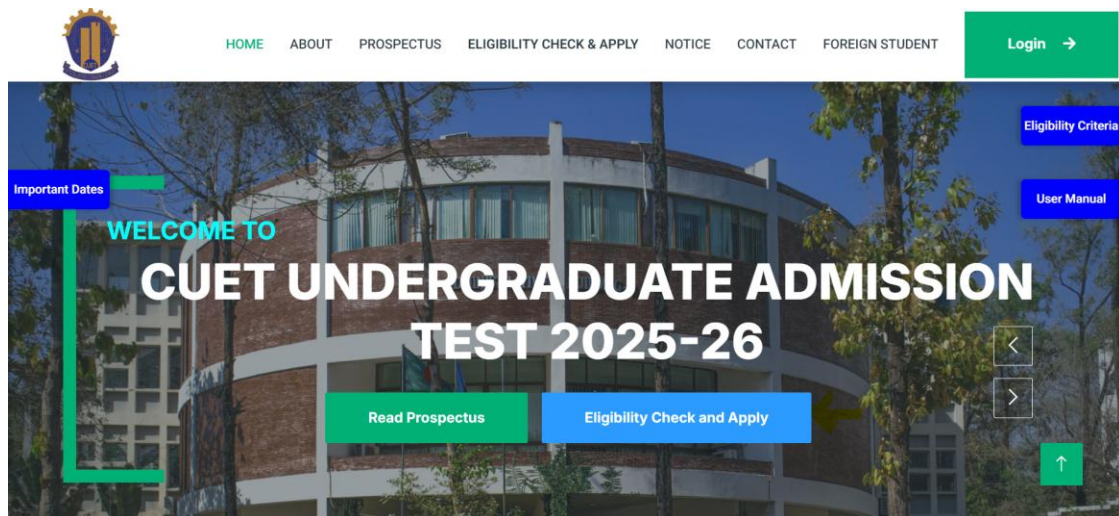 HOME ABOUT PROSPECTUS ELIGIBILITY CHECK & APPLY NOTICE CONTACT FOREIGN STUDENT Login →
Eligibility Criteria
Important Dates
User Manual
WELCOME TO
CUET UNDERGRADUATE ADMISSION
TEST 2025-26
Read Prospectus Eligibility Check and Apply